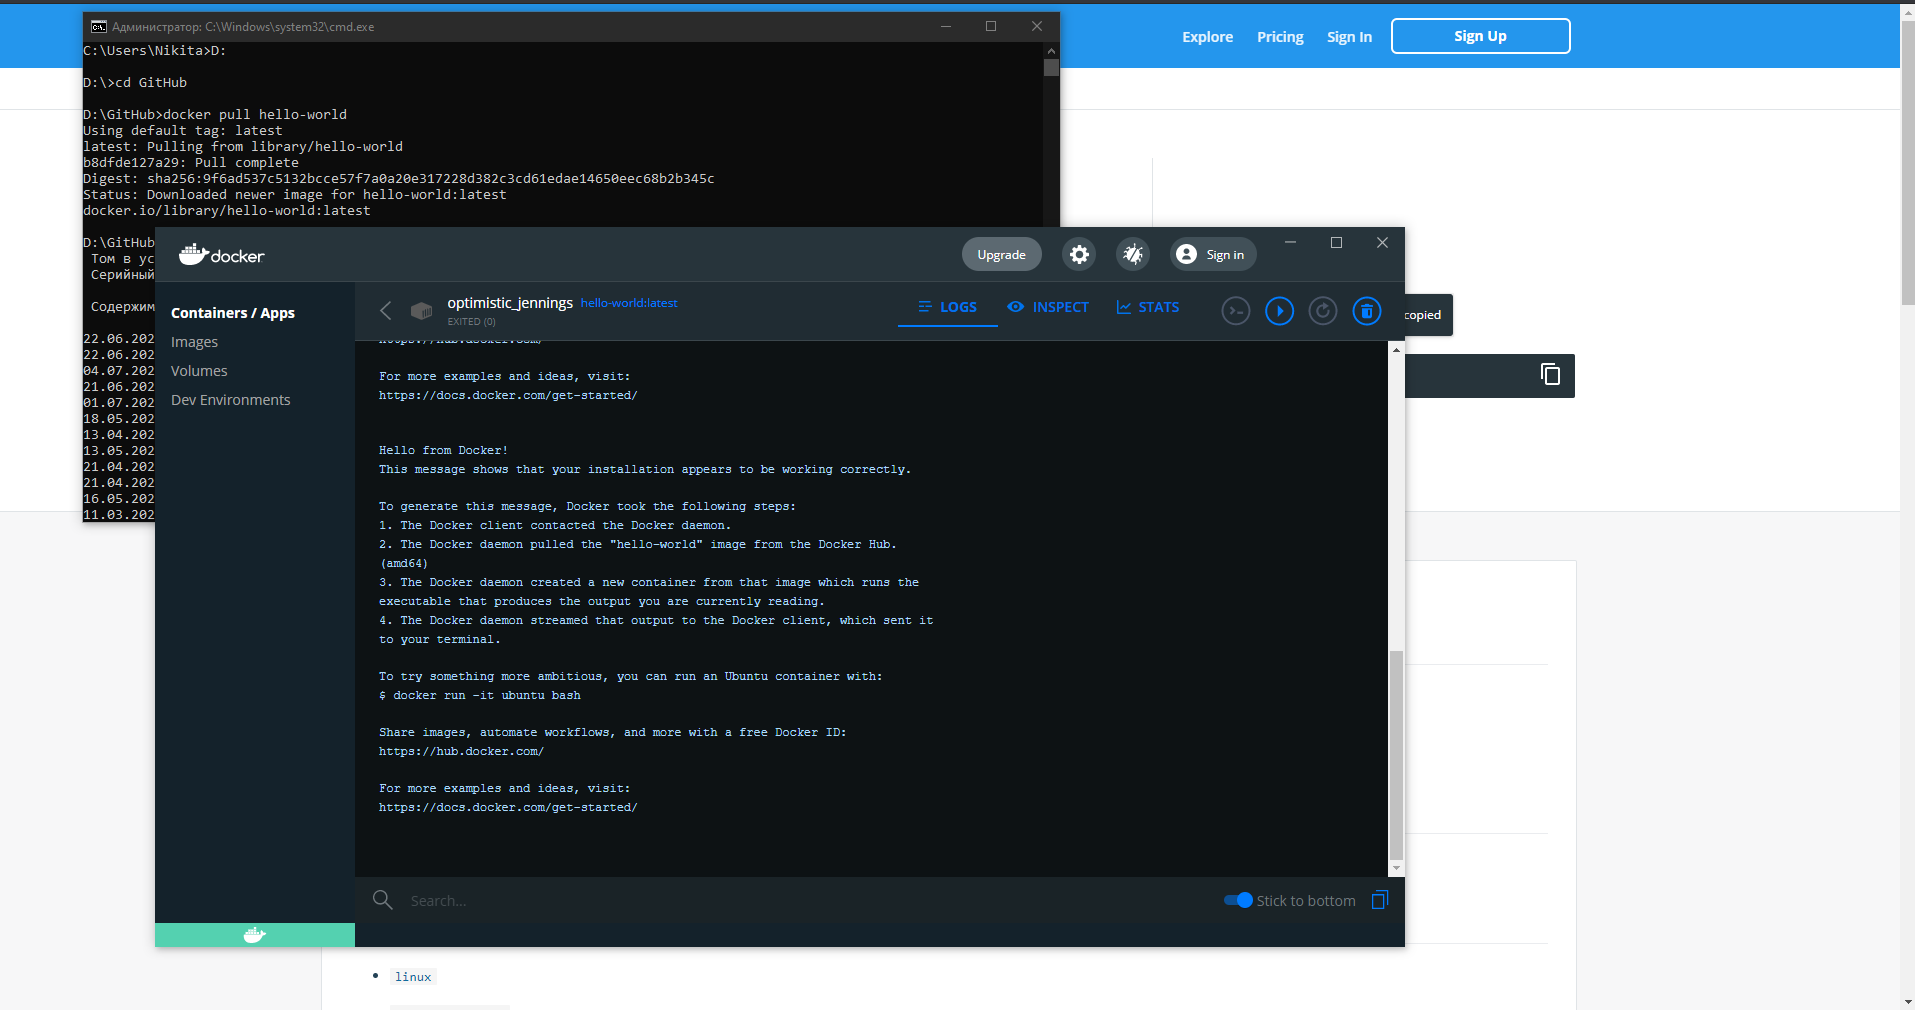 Администратор: C:\Windows\system32\cmd.exe
C:\Users\Nikita>D:
D:\>cd GitHub
D:\GitHub>docker pull hello-world
Using default tag: latest
latest: Pulling from library/hello-world
b8dfde127a29: Pull complete
Digest: sha256:9f6ad537c5132bcce57f7a0a20e317228d382c3cd61edae14650eec68b2b345c
Status: Downloaded newer image for hello-world:latest
docker.io/library/hello-world:latest
D:\GitHub
Том в ус
Серийный
Содержим
22.06.202
22.06.202
04.07.202
21.06.202
01.07.202
18.05.202
13.04.202
13.05.202
21.04.202
21.04.202
16.05.202
11.03.202
Explore Pricing Sign In Sign Up
docker
Upgrade
Sign in
Containers / Apps
Images
Volumes
Dev Environments
optimistic_jennings hello-world:latest
EXITED (0)
LOGS INSPECT STATS
copied
https://hub.docker.com/
For more examples and ideas, visit:
https://docs.docker.com/get-started/
Hello from Docker!
This message shows that your installation appears to be working correctly.
To generate this message, Docker took the following steps:
1. The Docker client contacted the Docker daemon.
2. The Docker daemon pulled the "hello-world" image from the Docker Hub.
(amd64)
3. The Docker daemon created a new container from that image which runs the
executable that produces the output you are currently reading.
4. The Docker daemon streamed that output to the Docker client, which sent it
to your terminal.
To try something more ambitious, you can run an Ubuntu container with:
$ docker run -it ubuntu bash
Share images, automate workflows, and more with a free Docker ID:
https://hub.docker.com/
For more examples and ideas, visit:
https://docs.docker.com/get-started/
Search...
Stick to bottom
linux